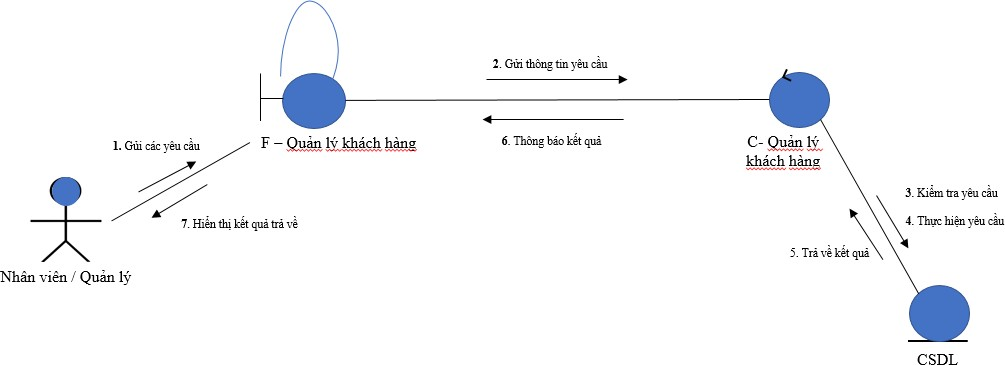 2. Gửi thông tin yêu cầu
F – Quản lý khách hàng
6. Thông báo kết quả
C- Quản lý
khách hàng
1. Gúi các yêu cầu
7. Hiển thị kết quả trả về
3. Kiểm tra yêu cầu
4. Thực hiện yêu cầu
5. Trả về kết quả
Nhân viên / Quản lý
CSDL